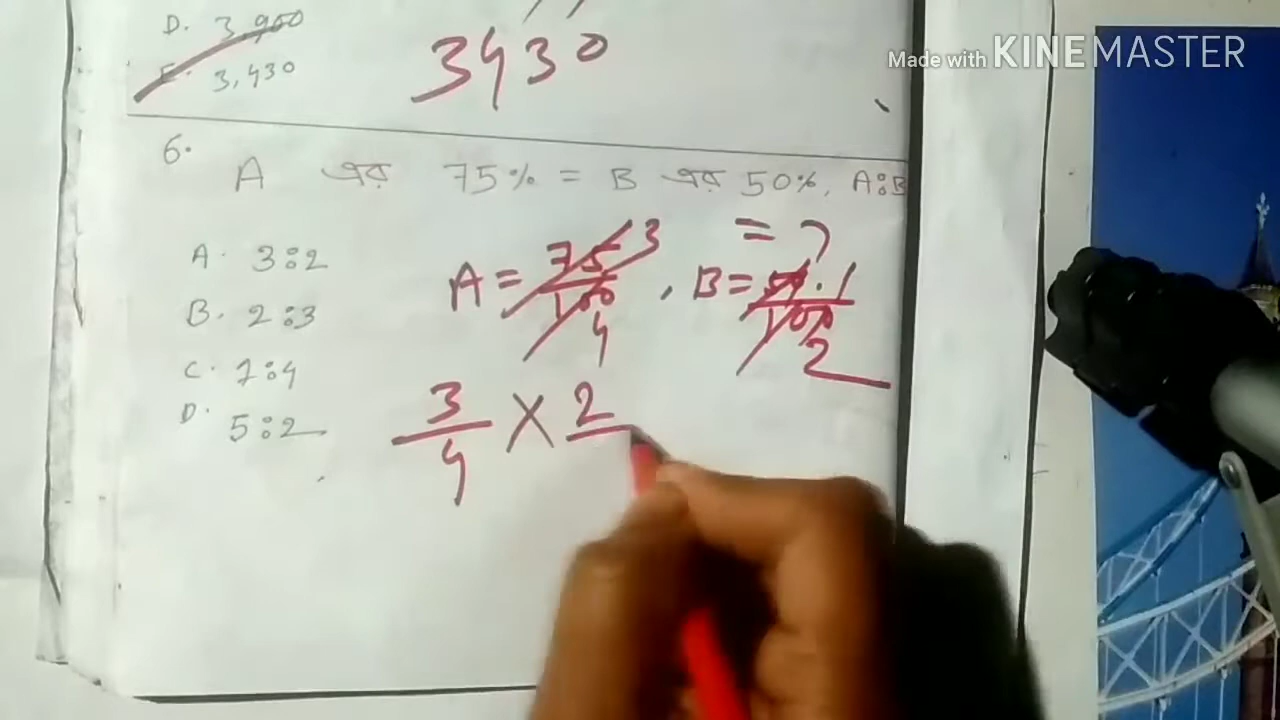 D. 3,900
E. 3,430
3430
Made with KINEMASTER
6.
A এর 75% = B এর 50%, A:B
= ?
A. 3:2
B. 2:3
C. 7:4
D. 5:2
A = 75/100 3/4 , B = 50/100 1/2
3/4 × 2